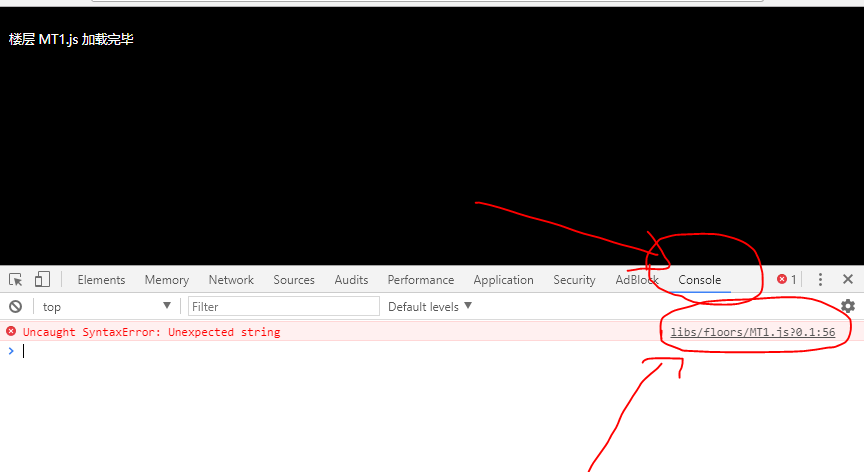 楼层 MT1.js 加载完毕
Elements Memory Network Sources Audits Performance Application Security AdBlock Console 1
top Filter Default levels
Uncaught SyntaxError: Unexpected string libs/floors/MT1.js?0.1:56